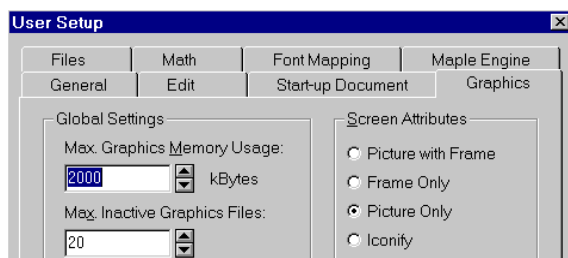 User Setup
Files Math Font Mapping Maple Engine
General Edit Start-up Document Graphics
Global Settings
Max. Graphics Memory Usage:
2000 kBytes
Max. Inactive Graphics Files:
20
Screen Attributes
Picture with Frame
Frame Only
Picture Only
Iconify